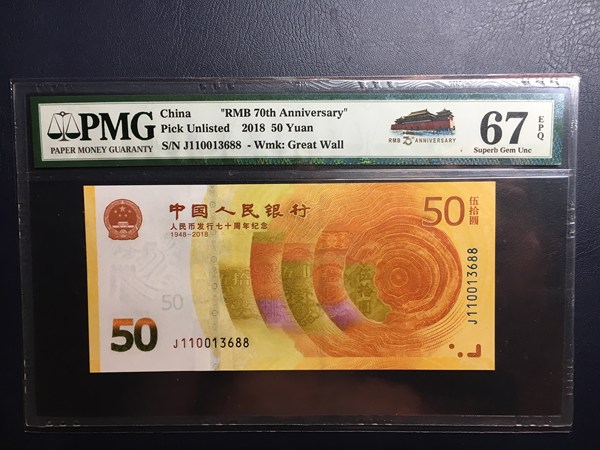 PMG
PAPER MONEY GUARANTY
China "RMB 70th Anniversary"
Pick Unlisted 2018 50 Yuan
S/N J110013688 - Wmk: Great Wall
RMB 70 ANNIVERSARY
67 EPQ
Superb Gem Unc
中国人民银行
人民币发行七十周年纪念
1948-2018
50 伍拾圆
50
50
J110013688
J110013688